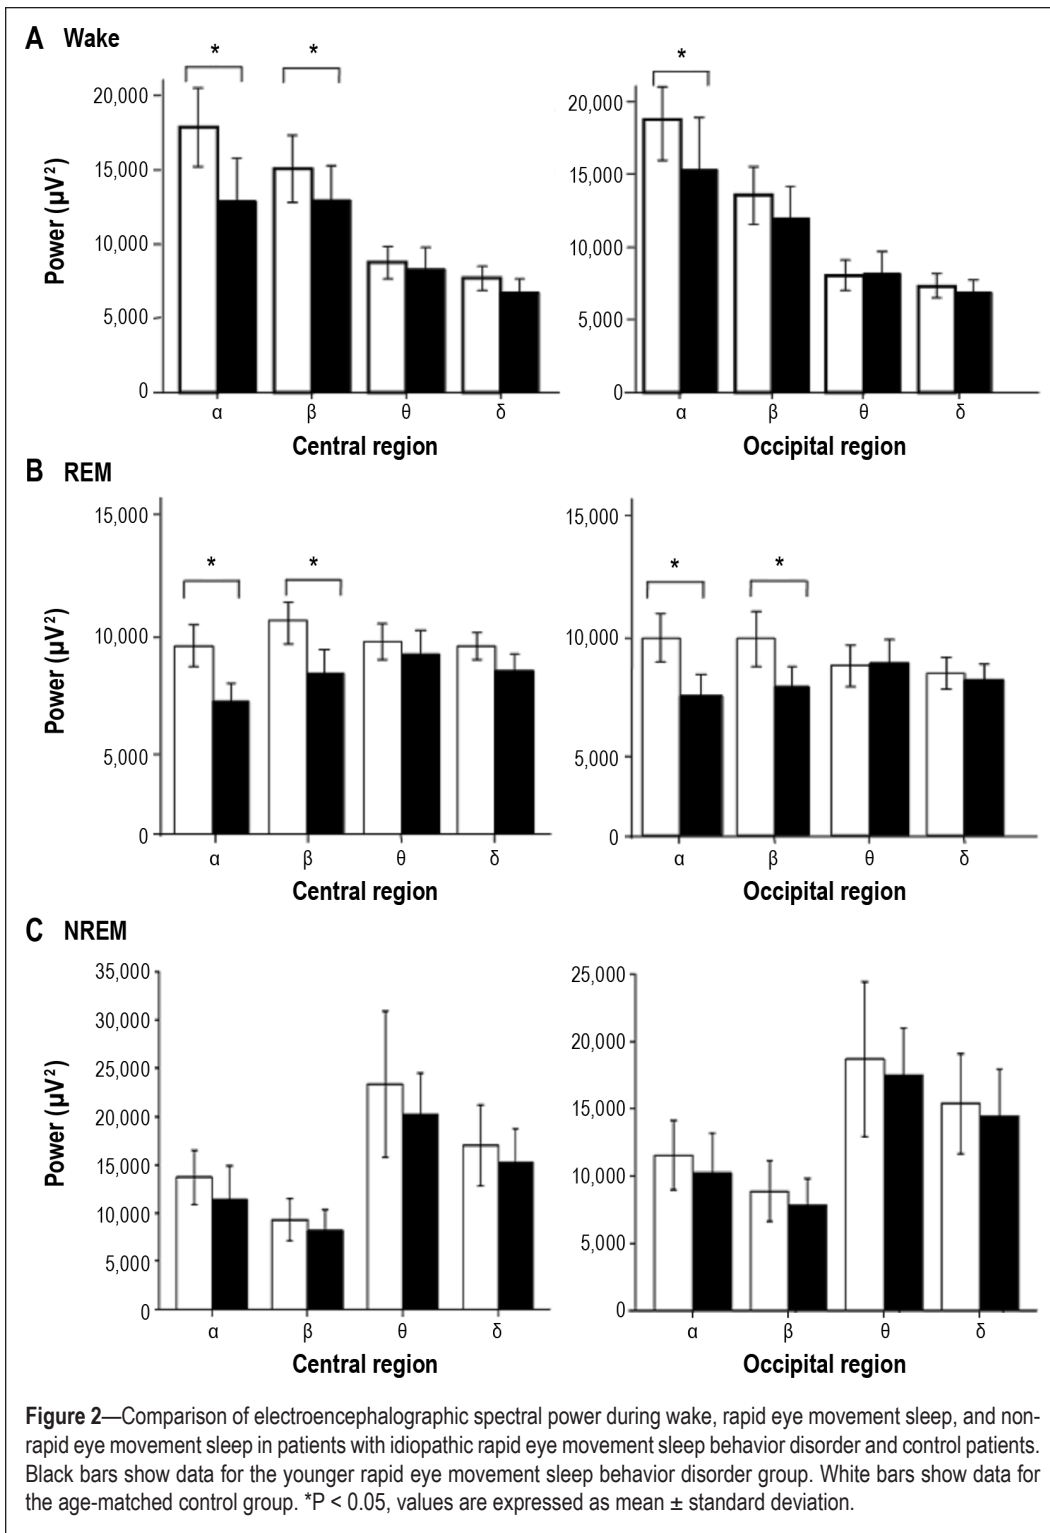 A Wake
* *
*
Power (µV²)
20,000
15,000
10,000
5,000
0
α β θ δ
Central region
20,000
15,000
10,000
5,000
0
α β θ δ
Occipital region
B REM
* *
* *
Power (µV²)
15,000
10,000
5,000
0
α β θ δ
Central region
15,000
10,000
5,000
0
α β θ δ
Occipital region
C NREM
Power (µV²)
35,000
30,000
25,000
20,000
15,000
10,000
5,000
0
α β θ δ
Central region
25,000
20,000
15,000
10,000
5,000
0
α β θ δ
Occipital region
Figure 2—Comparison of electroencephalographic spectral power during wake, rapid eye movement sleep, and non-
rapid eye movement sleep in patients with idiopathic rapid eye movement sleep behavior disorder and control patients.
Black bars show data for the younger rapid eye movement sleep behavior disorder group. White bars show data for
the age-matched control group. *P < 0.05, values are expressed as mean ± standard deviation.